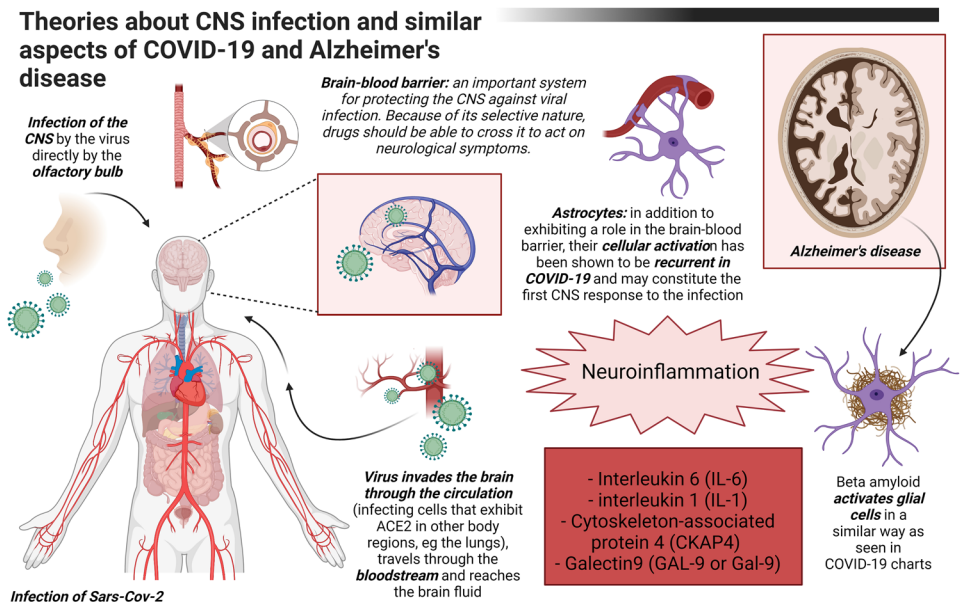 Theories about CNS infection and similar
aspects of COVID-19 and Alzheimer's
disease
Infection of the
CNS by the virus
directly by the
olfactory bulb
Brain-blood barrier: an important system
for protecting the CNS against viral
infection. Because of its selective nature,
drugs should be able to cross it to act on
neurological symptoms.
Astrocytes: in addition to
exhibiting a role in the brain-blood
barrier, their cellular activation has
been shown to be recurrent in
COVID-19 and may constitute the
first CNS response to the infection
Alzheimer's disease
Neuroinflammation
Virus invades the brain
through the circulation
(infecting cells that exhibit
ACE2 in other body
regions, eg the lungs),
travels through the
bloodstream and reaches
the brain fluid
- Interleukin 6 (IL-6)
- interleukin 1 (IL-1)
- Cytoskeleton-associated
protein 4 (CKAP4)
- Galectin9 (GAL-9 or Gal-9)
Beta amyloid
activates glial
cells in a
similar way as
seen in
COVID-19 charts
Infection of Sars-Cov-2